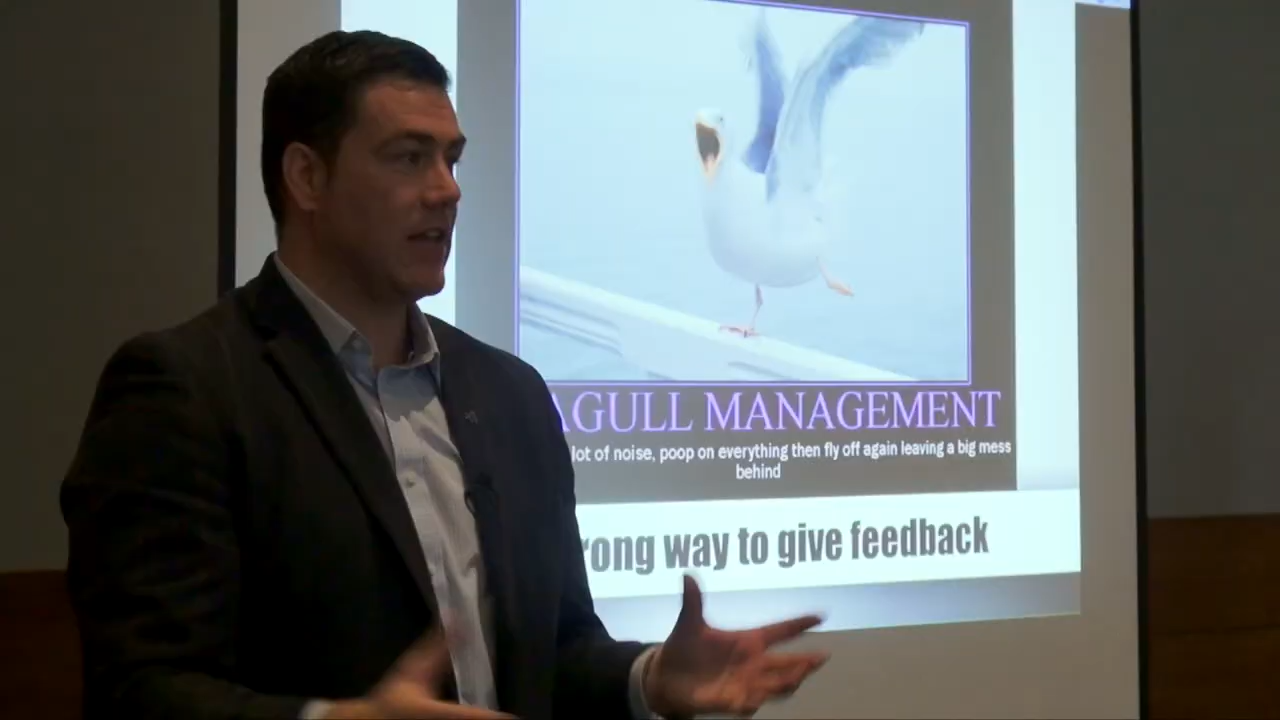 AGULL MANAGEMENT
lot of noise, poop on everything then fly off again leaving a big mess
behind
rong way to give feedback